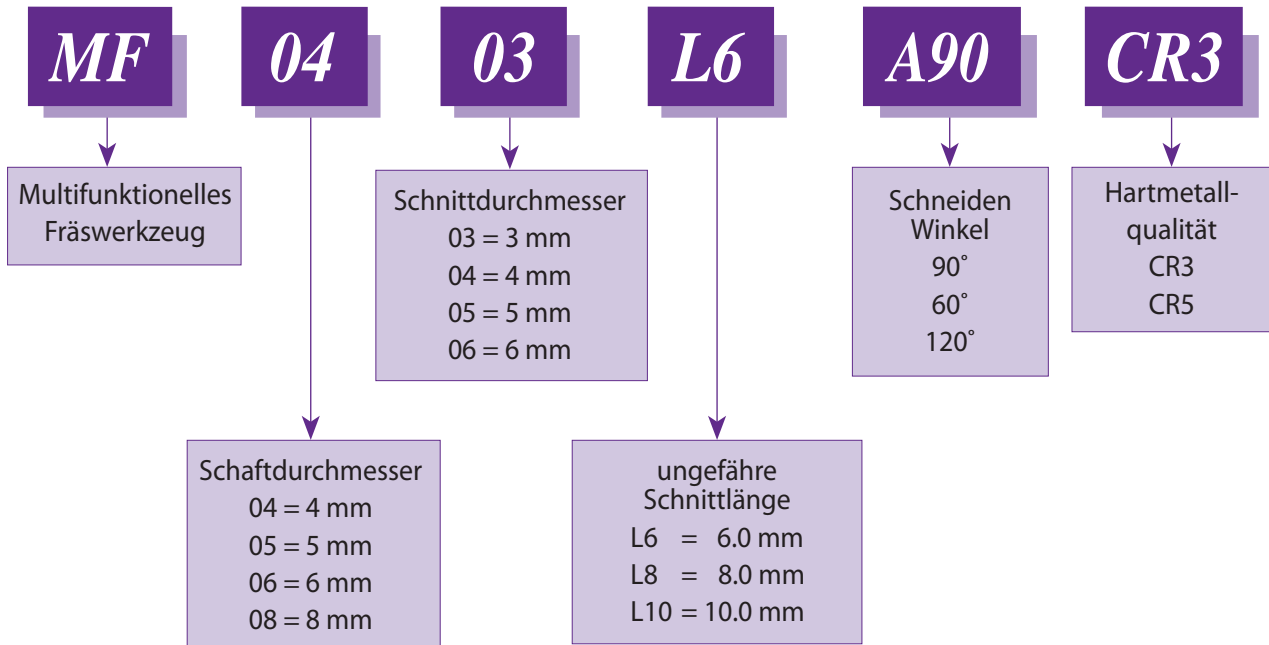 MF 04 03 L6 A90 CR3
Multifunktionelles
Fräswerkzeug
Schnittdurchmesser
03 = 3 mm
04 = 4 mm
05 = 5 mm
06 = 6 mm
Schneiden
Winkel
90°
60°
120°
Hartmetall-
qualität
CR3
CR5
Schaftdurchmesser
04 = 4 mm
05 = 5 mm
06 = 6 mm
08 = 8 mm
ungefähre
Schnittlänge
L6 = 6.0 mm
L8 = 8.0 mm
L10 = 10.0 mm